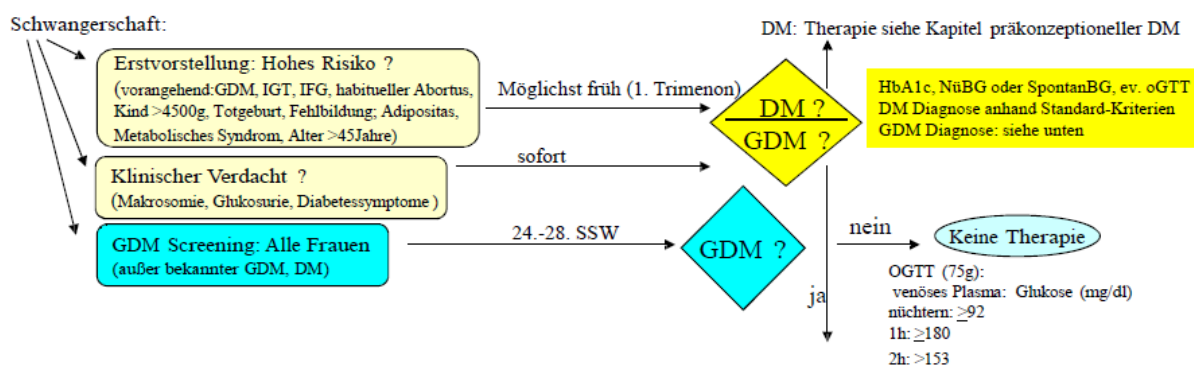 Schwangerschaft:
DM: Therapie siehe Kapitel präkonzeptioneller DM
Erstvorstellung: Hohes Risiko ?
(vorangehend:GDM, IGT, IFG, habitueller Abortus,
Kind >4500g, Totgeburt, Fehlbildung; Adipositas,
Metabolisches Syndrom, Alter >45Jahre)
Möglichst früh (1. Trimenon)
DM ?
GDM ?
HbA1c, NüBG oder SpontanBG, ev. oGTT
DM Diagnose anhand Standard-Kriterien
GDM Diagnose: siehe unten
Klinischer Verdacht ?
(Makrosomie, Glukosurie, Diabetessymptome )
sofort
GDM Screening: Alle Frauen
(außer bekannter GDM, DM)
24.-28. SSW
GDM ?
nein
Keine Therapie
ja
OGTT (75g):
venöses Plasma: Glukose (mg/dl)
nüchtern: ≥92
1h: ≥180
2h: >153